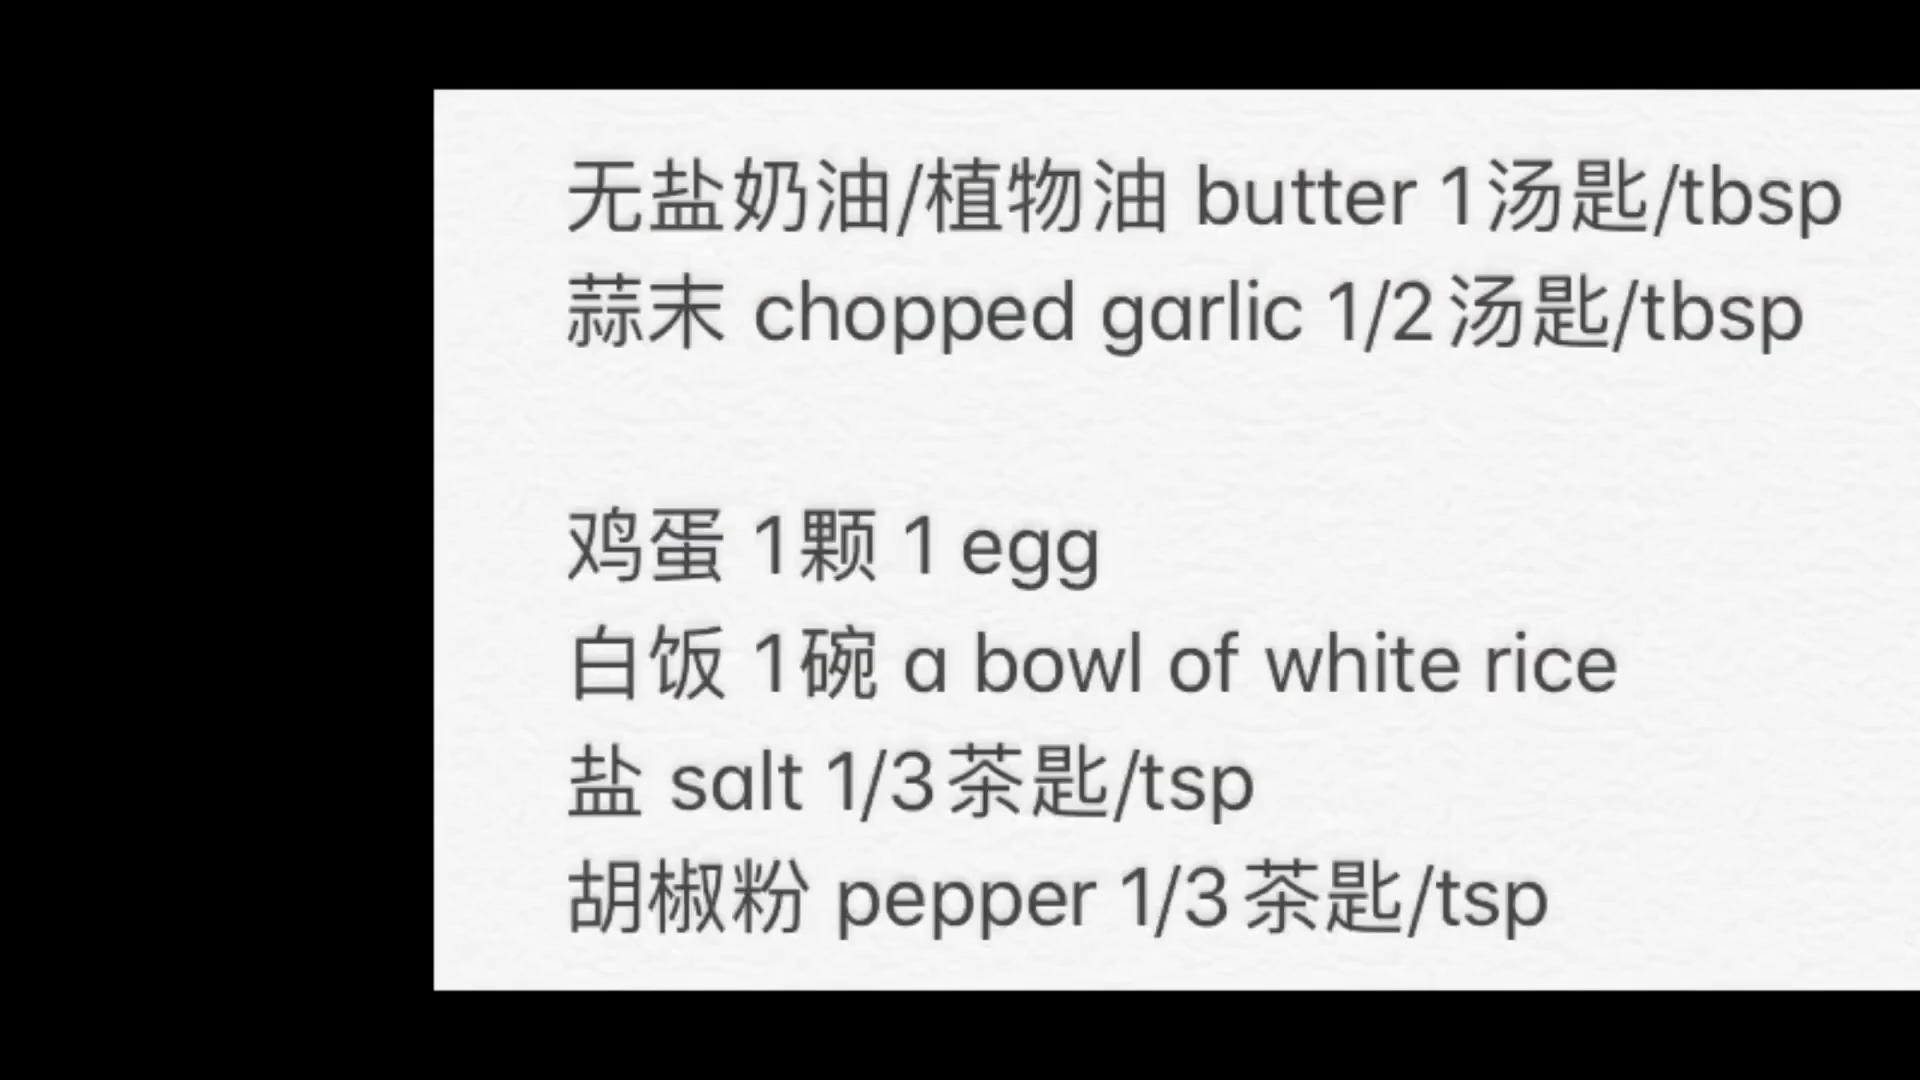 无盐奶油/植物油 butter 1汤匙/tbsp
蒜末 chopped garlic 1/2汤匙/tbsp
鸡蛋 1颗 1 egg
白饭 1碗 a bowl of white rice
盐 salt 1/3茶匙/tsp
胡椒粉 pepper 1/3茶匙/tsp